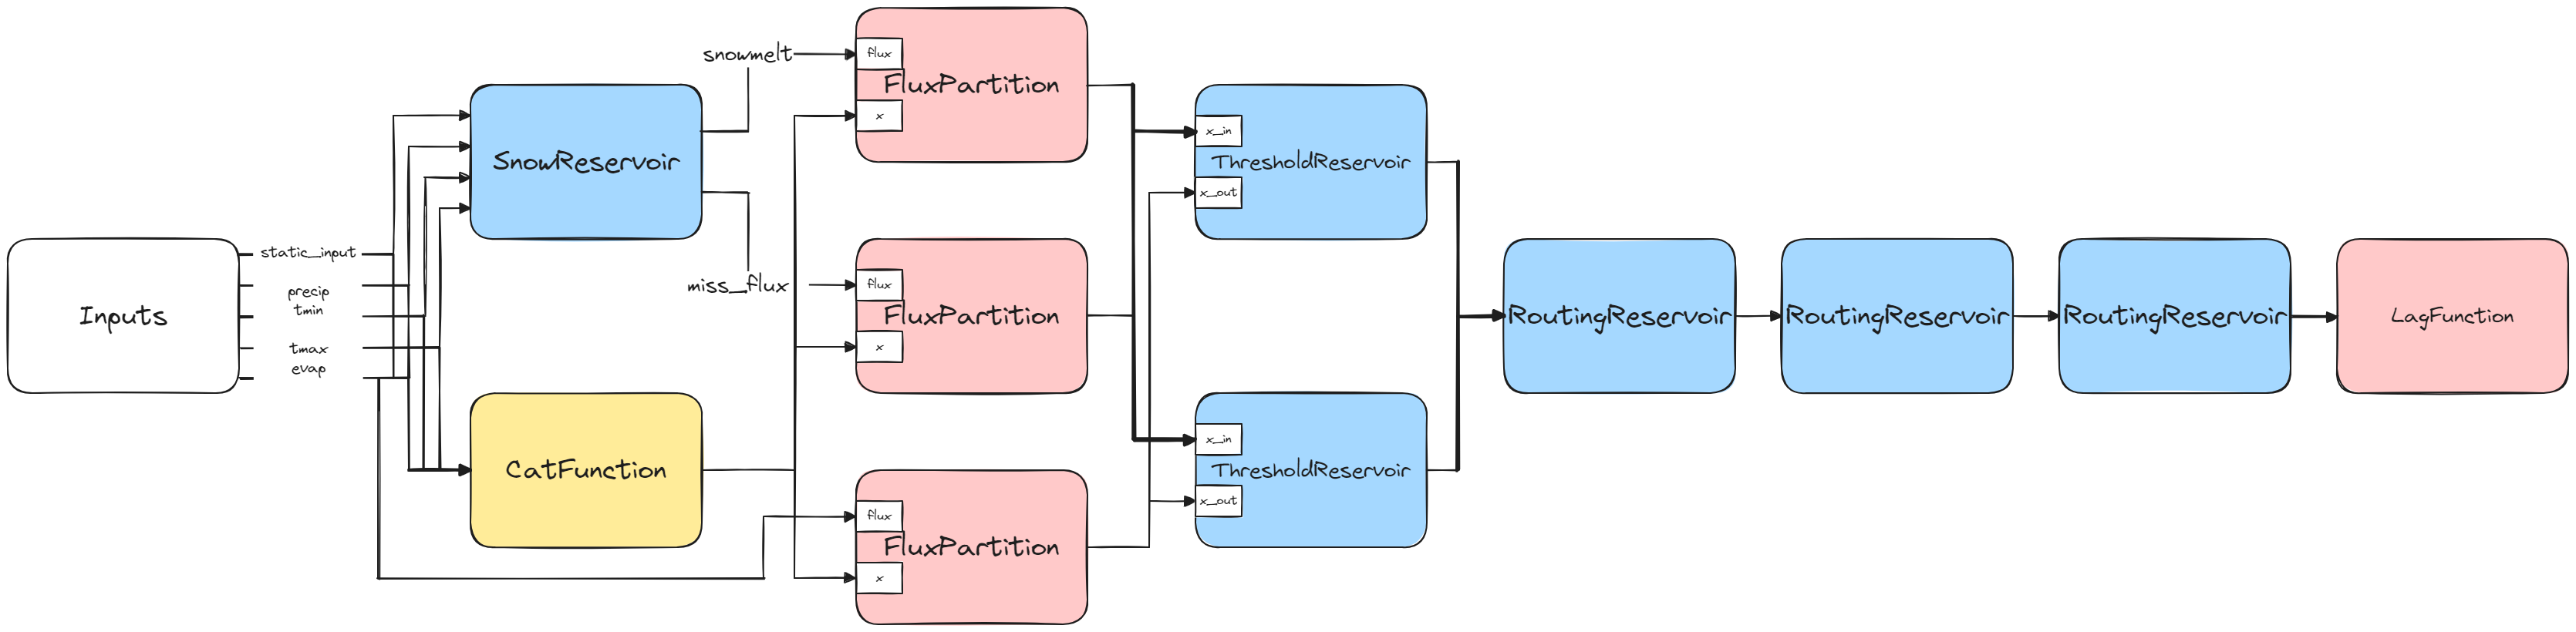 Inputs
static_input
precip
tmin
tmax
evap
SnowReservoir
CatFunction
snowmelt
miss_flux
flux
FluxPartition
x
flux
FluxPartition
x
flux
FluxPartition
x
x_in
ThresholdReservoir
x_out
x_in
ThresholdReservoir
x_out
RoutingReservoir
RoutingReservoir
RoutingReservoir
LagFunction